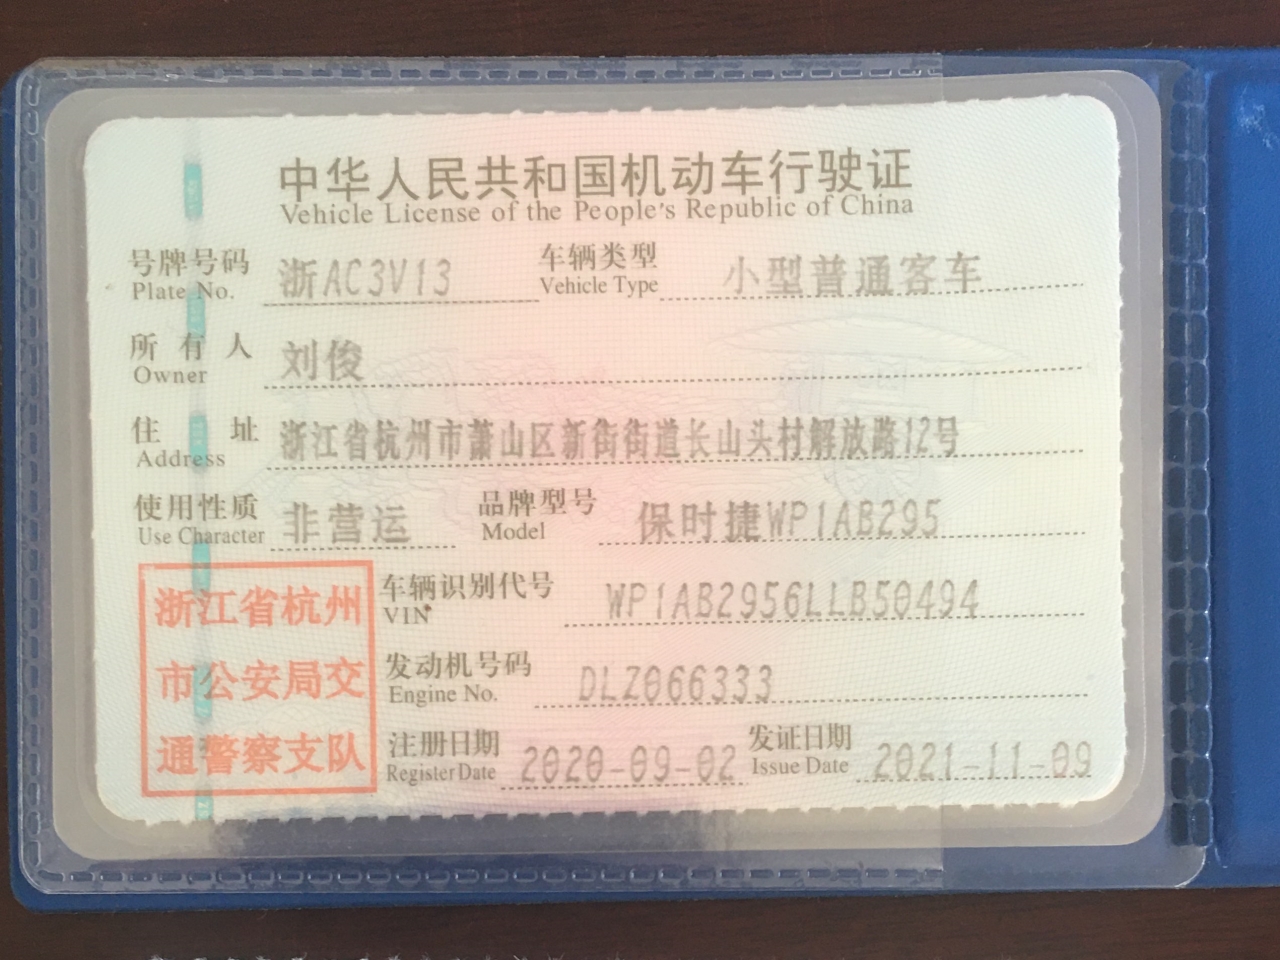 中华人民共和国机动车行驶证
Vehicle License of the People's Republic of China
号牌号码 浙AC3V13 车辆类型 小型普通客车
Plate No. Vehicle Type
所有人 刘俊
Owner
住址 浙江省杭州市萧山区新街街道长山头村解放路12号
Address
使用性质 非营运 品牌型号 保时捷WP1AB295
Use Character Model
浙江省杭州
市公安局交
通警察支队
车辆识别代号 WP1AB2956LLB50494
VIN
发动机号码 DLZ066333
Engine No.
注册日期 2020-09-02 发证日期 2021-11-09
Register Date Issue Date